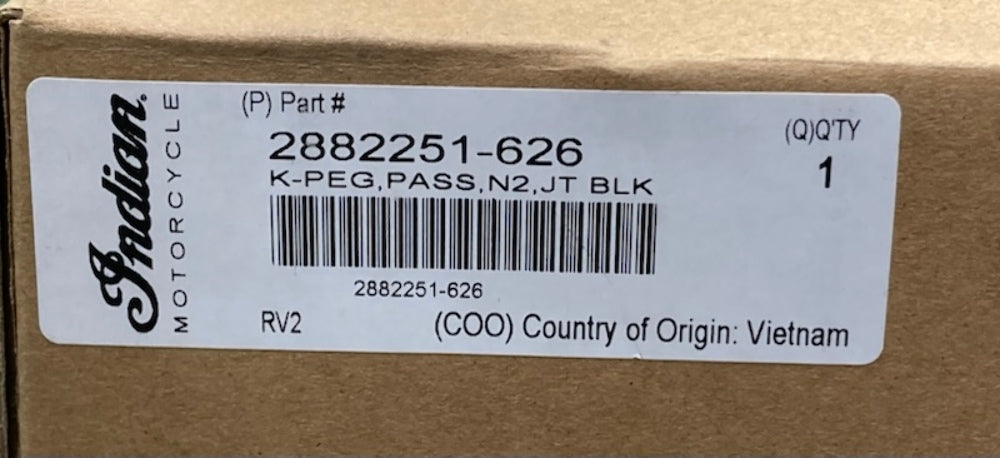 Indian
MOTORCYCLE
(P) Part #
2882251-626
K-PEG,PASS,N2,JT BLK
2882251-626
RV2
(COO) Country of Origin: Vietnam
(Q)Q'TY
1